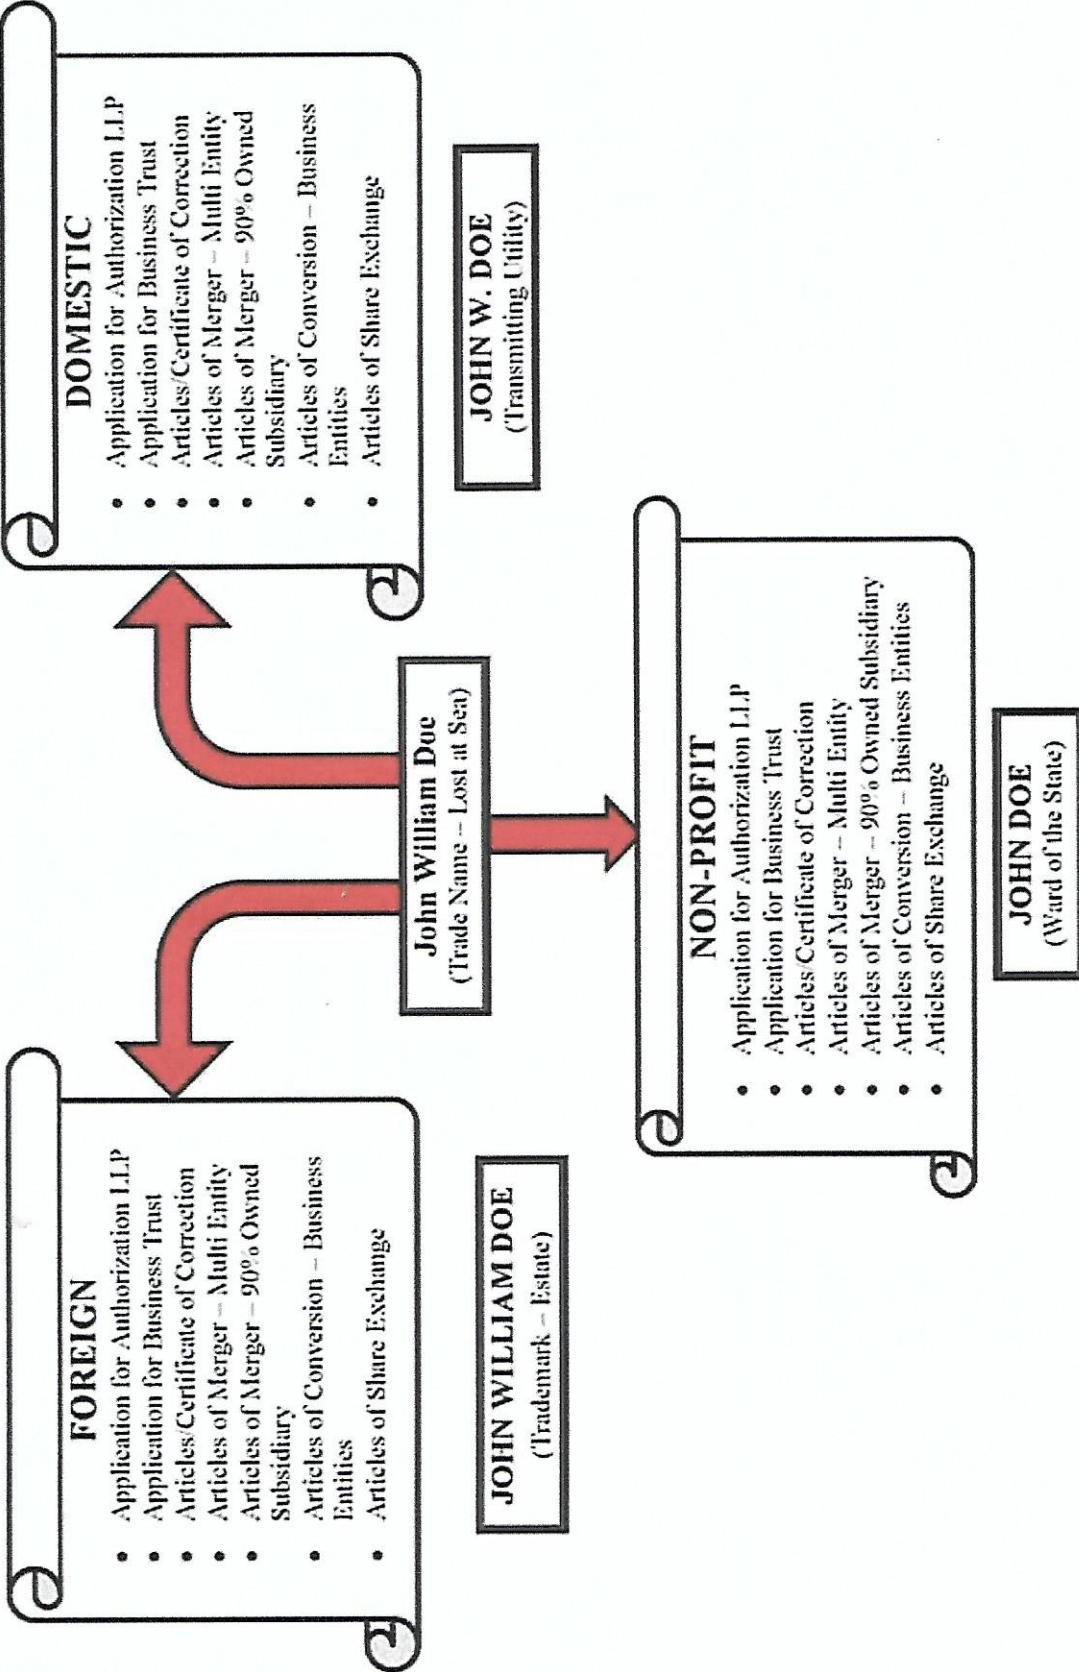 FOREIGN
• Application for Authorization LLP
• Application for Business Trust
• Articles/Certificate of Correction
• Articles of Merger – Multi Entity
• Articles of Merger – 90% Owned
Subsidiary
• Articles of Conversion – Business
Entities
• Articles of Share Exchange
JOHN WILLIAM DOE
(Trademark – Estate)
John William Doe
(Trade Name – Lost at Sea)
DOMESTIC
• Application for Authorization LLP
• Application for Business Trust
• Articles/Certificate of Correction
• Articles of Merger – Multi Entity
• Articles of Merger – 90% Owned
Subsidiary
• Articles of Conversion – Business
Entities
• Articles of Share Exchange
JOHN W. DOE
(Transmitting Utility)
NON-PROFIT
• Application for Authorization LLP
• Application for Business Trust
• Articles/Certificate of Correction
• Articles of Merger – Multi Entity
• Articles of Merger – 90% Owned Subsidiary
• Articles of Conversion – Business Entities
• Articles of Share Exchange
JOHN DOE
(Ward of the State)